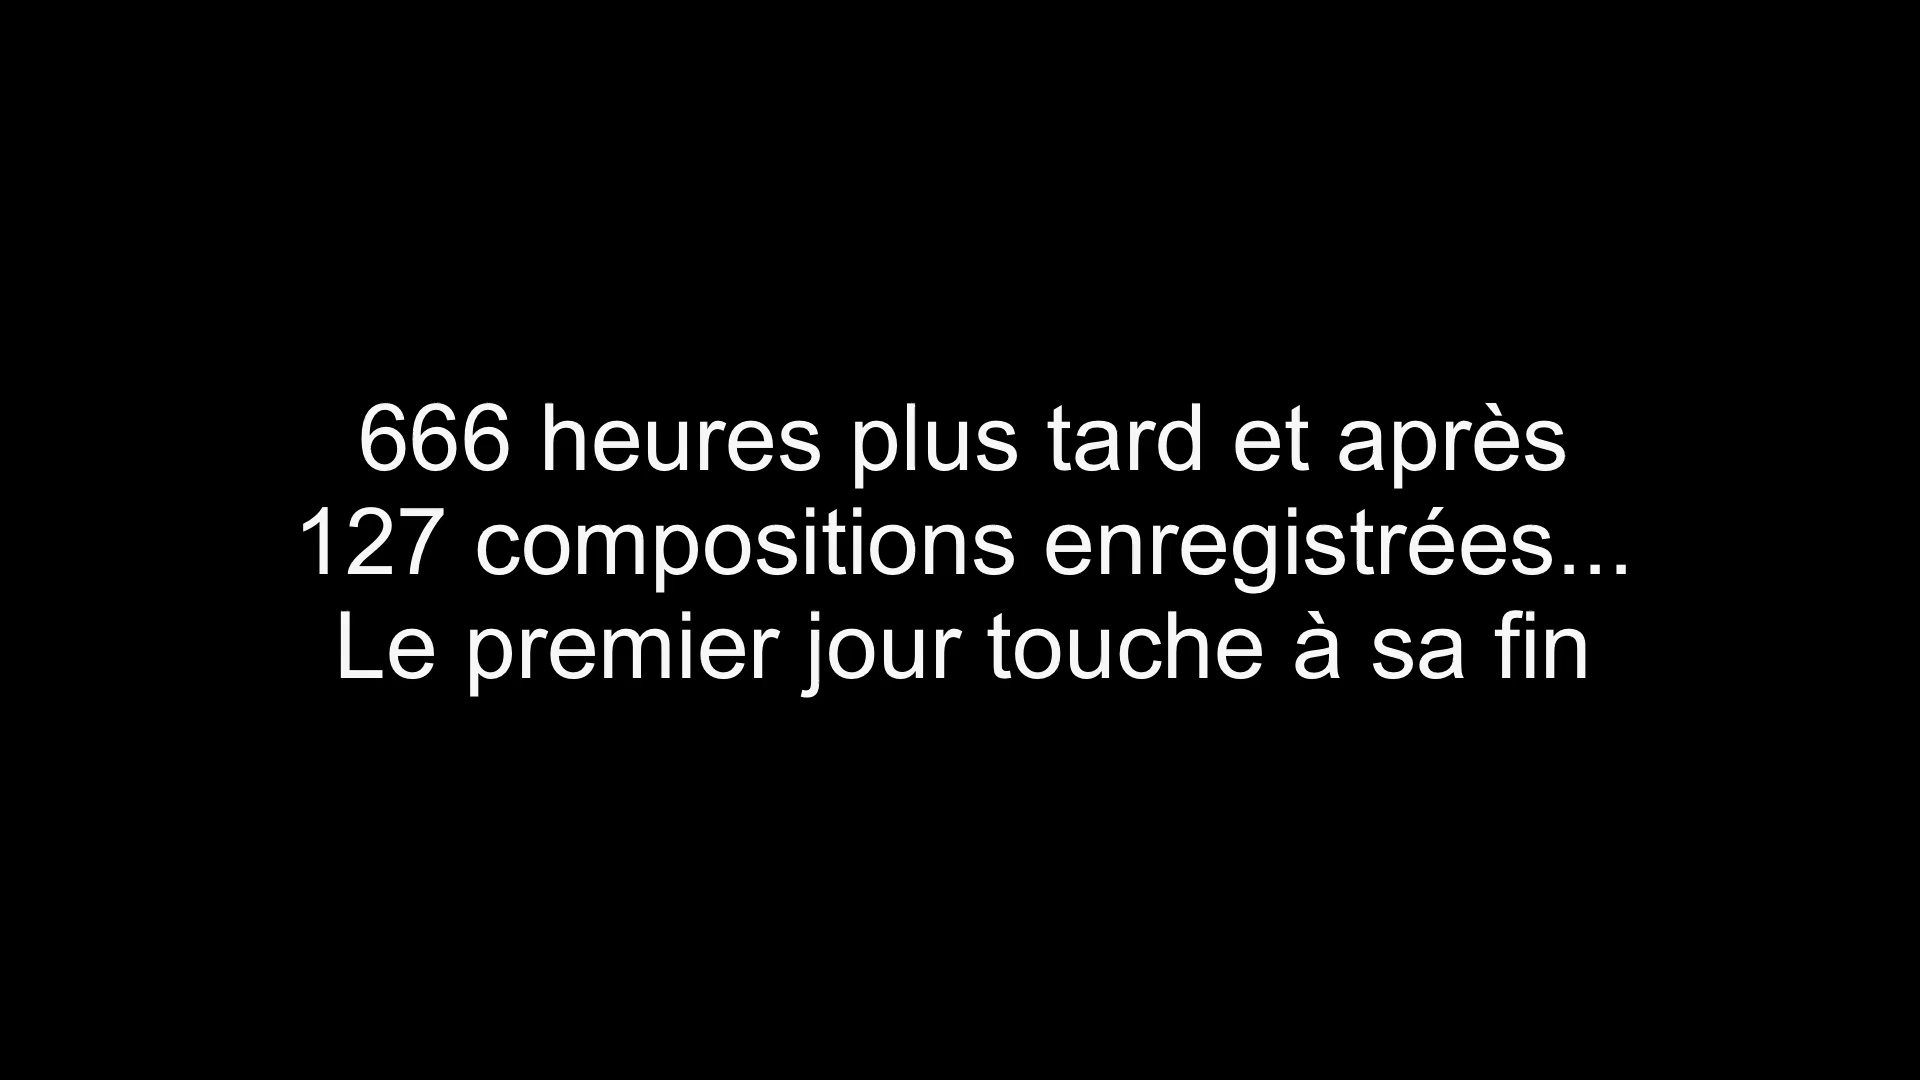 666 heures plus tard et après
127 compositions enregistrées...
Le premier jour touche à sa fin